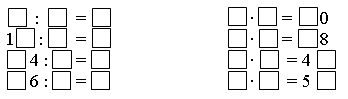 □ : □ = □
1□ : □ = □
□4 : □ = □
□6 : □ = □
□ · □ = □0
□ · □ = □8
□ · □ = 4□
□ · □ = 5□